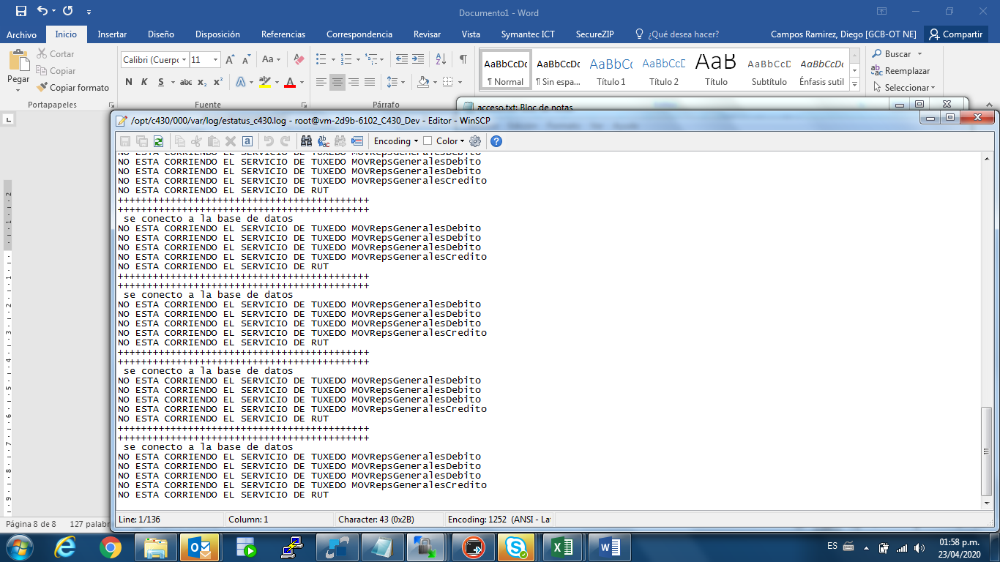 Documento1 - Word
Archivo Inicio Insertar Diseño Disposición Referencias Correspondencia Revisar Vista Symantec ICT SecureZIP ¿Qué desea hacer? Campos Ramirez, Diego [GCB-OT NE] Compartir
Pegar
Cortar
Copiar
Copiar formato
Portapapeles
Calibri (Cuerpo 11
Aa
N K S abc x₂ x²
Fuente
Párrafo
AaBbCcDc AaBbCcDc AaBbCc AaBbCcD AaB AaBbCcD AaBbCcDc
¶ Normal ¶ Sin espa... Título 1 Título 2 Título Subtítulo Énfasis sutil
Buscar
Reemplazar
Seleccionar
acceso.txt: Bloc de notas
/opt/c430/000/var/log/estatus_c430.log - root@vm-2d9b-6102_C430_Dev - Editor - WinSCP
Encoding Color
NO ESTA CORRIENDO EL SERVICIO DE TUXEDO MOVRepsGeneralesDebito
NO ESTA CORRIENDO EL SERVICIO DE TUXEDO MOVRepsGeneralesDebito
NO ESTA CORRIENDO EL SERVICIO DE TUXEDO MOVRepsGeneralesDebito
NO ESTA CORRIENDO EL SERVICIO DE TUXEDO MOVRepsGeneralesCredito
NO ESTA CORRIENDO EL SERVICIO DE RUT
+++++++++++++++++++++++++++++++++++++++++++
+++++++++++++++++++++++++++++++++++++++++++
se conecto a la base de datos
NO ESTA CORRIENDO EL SERVICIO DE TUXEDO MOVRepsGeneralesDebito
NO ESTA CORRIENDO EL SERVICIO DE TUXEDO MOVRepsGeneralesDebito
NO ESTA CORRIENDO EL SERVICIO DE TUXEDO MOVRepsGeneralesDebito
NO ESTA CORRIENDO EL SERVICIO DE TUXEDO MOVRepsGeneralesCredito
NO ESTA CORRIENDO EL SERVICIO DE RUT
+++++++++++++++++++++++++++++++++++++++++++
+++++++++++++++++++++++++++++++++++++++++++
se conecto a la base de datos
NO ESTA CORRIENDO EL SERVICIO DE TUXEDO MOVRepsGeneralesDebito
NO ESTA CORRIENDO EL SERVICIO DE TUXEDO MOVRepsGeneralesDebito
NO ESTA CORRIENDO EL SERVICIO DE TUXEDO MOVRepsGeneralesDebito
NO ESTA CORRIENDO EL SERVICIO DE TUXEDO MOVRepsGeneralesCredito
NO ESTA CORRIENDO EL SERVICIO DE RUT
+++++++++++++++++++++++++++++++++++++++++++
+++++++++++++++++++++++++++++++++++++++++++
se conecto a la base de datos
NO ESTA CORRIENDO EL SERVICIO DE TUXEDO MOVRepsGeneralesDebito
NO ESTA CORRIENDO EL SERVICIO DE TUXEDO MOVRepsGeneralesDebito
NO ESTA CORRIENDO EL SERVICIO DE TUXEDO MOVRepsGeneralesDebito
NO ESTA CORRIENDO EL SERVICIO DE TUXEDO MOVRepsGeneralesCredito
NO ESTA CORRIENDO EL SERVICIO DE RUT
+++++++++++++++++++++++++++++++++++++++++++
+++++++++++++++++++++++++++++++++++++++++++
se conecto a la base de datos
NO ESTA CORRIENDO EL SERVICIO DE TUXEDO MOVRepsGeneralesDebito
NO ESTA CORRIENDO EL SERVICIO DE TUXEDO MOVRepsGeneralesDebito
NO ESTA CORRIENDO EL SERVICIO DE TUXEDO MOVRepsGeneralesDebito
NO ESTA CORRIENDO EL SERVICIO DE TUXEDO MOVRepsGeneralesCredito
NO ESTA CORRIENDO EL SERVICIO DE RUT
Line: 1/136 Column: 1 Character: 43 (0x2B) Encoding: 1252 (ANSI - La
Página 8 de 8 127 palabr
ES
01:58 p.m.
23/04/2020